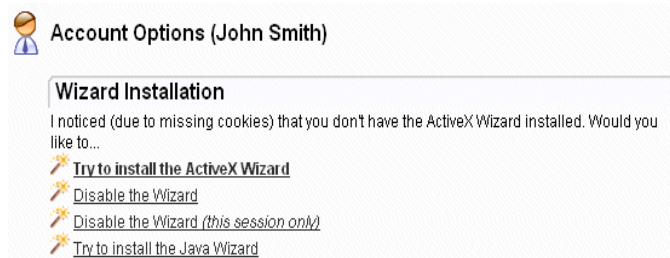 Account Options (John Smith)
Wizard Installation
I noticed (due to missing cookies) that you don't have the ActiveX Wizard installed. Would you
like to...
Try to install the ActiveX Wizard
Disable the Wizard
Disable the Wizard (this session only)
Try to install the Java Wizard